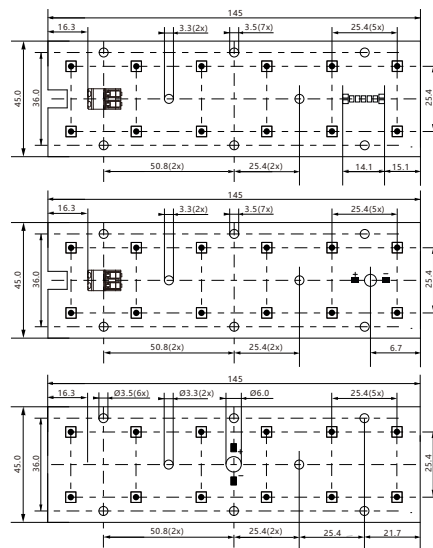 145
16.3
3.3(2x)
3.5(7x)
25.4(5x)
45.0
36.0
25.4
50.8(2x)
25.4(2x)
14.1
15.1
145
16.3
3.3(2x)
3.5(7x)
25.4(5x)
45.0
36.0
+
−
25.4
50.8(2x)
25.4(2x)
6.7
145
16.3
Ø3.5(6x)
Ø3.3(2x)
Ø6.0
25.4(5x)
45.0
36.0
+
−
25.4
50.8(2x)
25.4(2x)
25.4
21.7